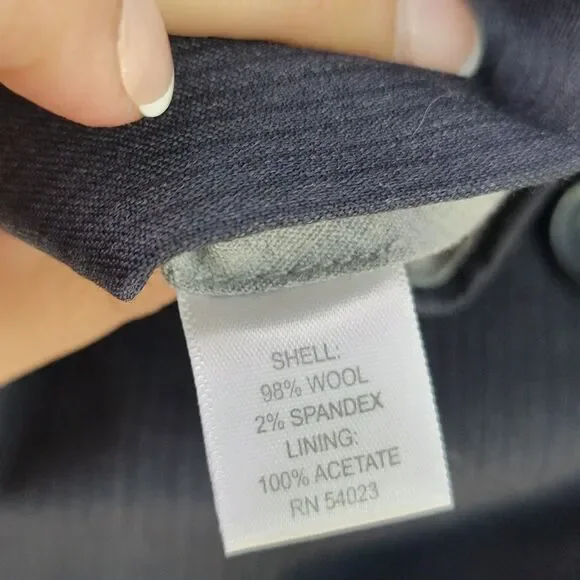 SHELL:
98% WOOL
2% SPANDEX
LINING:
100% ACETATE
RN 54023